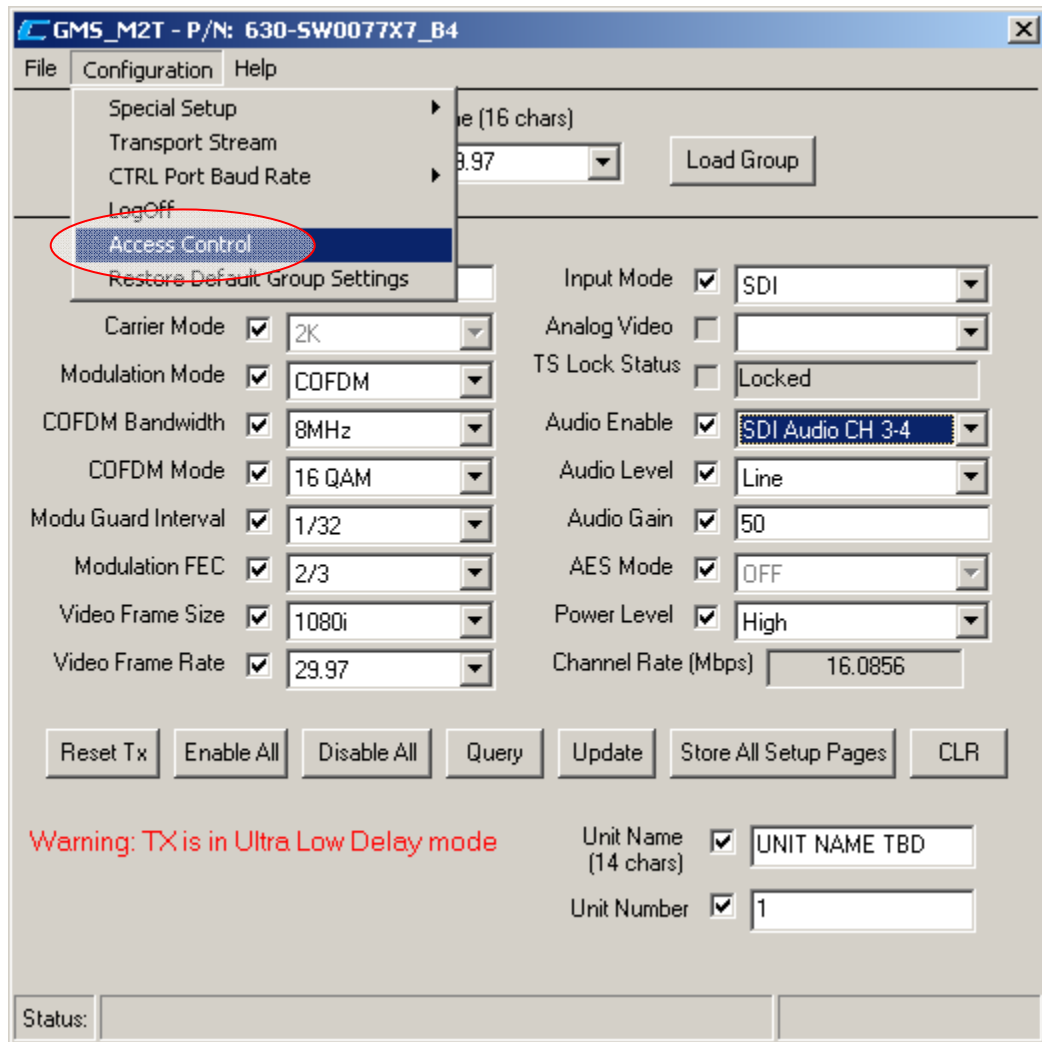 GMS_M2T - P/N: 630-SW0077X7_B4
File Configuration Help
Special Setup
Transport Stream
CTRL Port Baud Rate
LogOff
Access Control
Restore Default Group Settings
(16 chars)
9.97
Load Group
Carrier Mode 2K
Modulation Mode COFDM
COFDM Bandwidth 8MHz
COFDM Mode 16 QAM
Modu Guard Interval 1/32
Modulation FEC 2/3
Video Frame Size 1080i
Video Frame Rate 29.97
Input Mode SDI
Analog Video
TS Lock Status Locked
Audio Enable SDI Audio CH 3-4
Audio Level Line
Audio Gain 50
AES Mode OFF
Power Level High
Channel Rate (Mbps) 16.0856
Reset Tx Enable All Disable All Query Update Store All Setup Pages CLR
Warning: TX is in Ultra Low Delay mode
Unit Name UNIT NAME TBD
(14 chars)
Unit Number 1
Status: